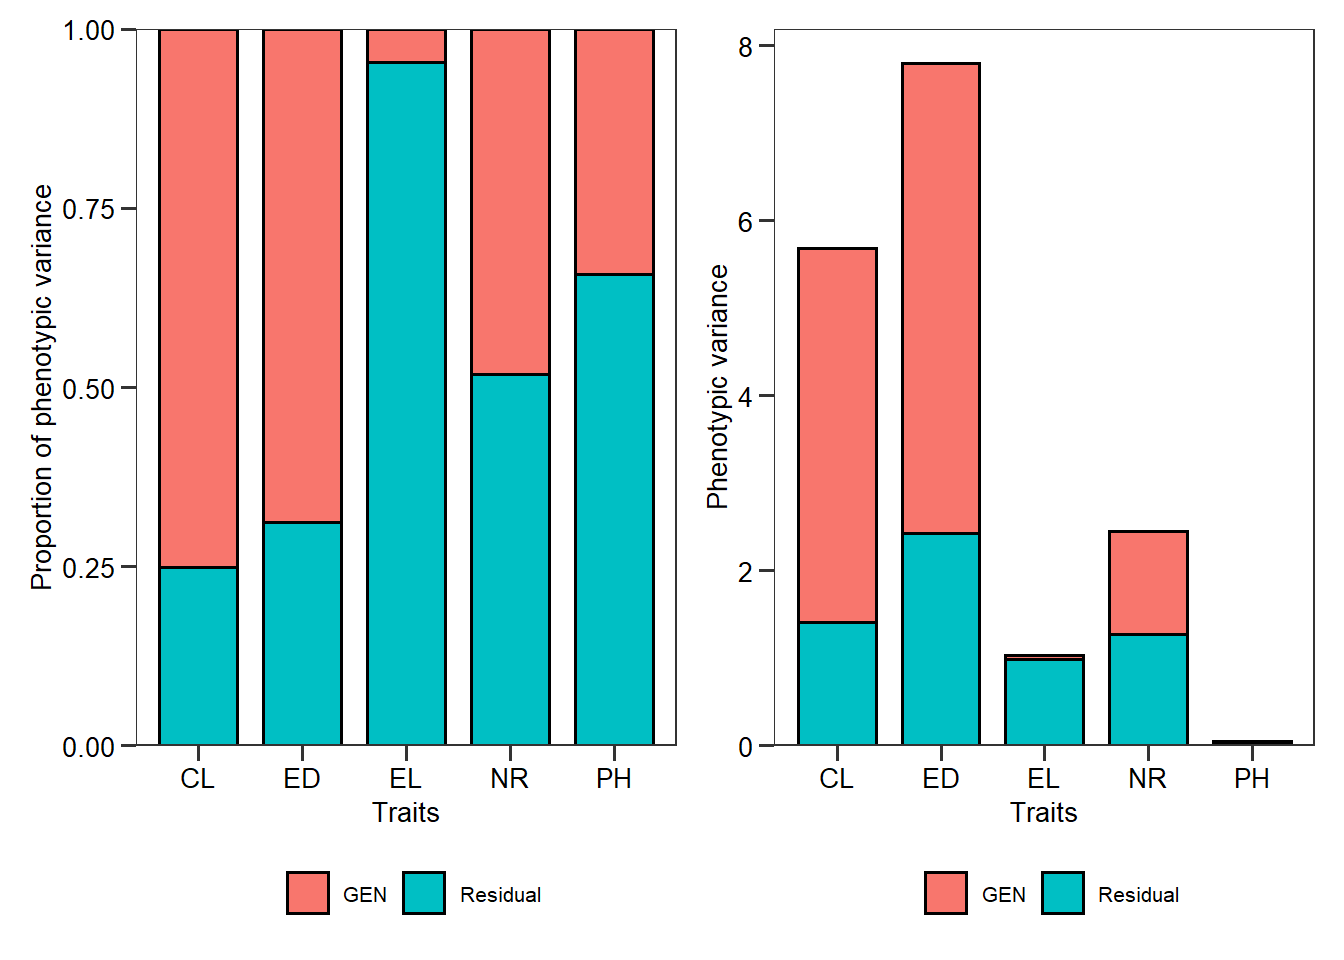 Proportion of phenotypic variance
1.00
0.75
0.50
0.25
0.00
CL ED EL NR PH
Traits
GEN Residual
Phenotypic variance
8
6
4
2
0
CL ED EL NR PH
Traits
GEN Residual